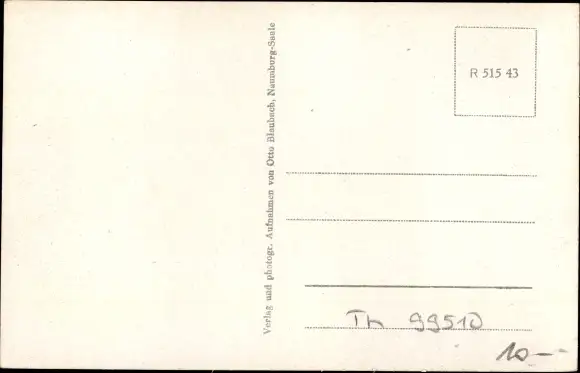 Verlag und photogr. Aufnahmen von Otto Blaubach, Naumburg-Saale
R 515 43
Th 99510
10.-